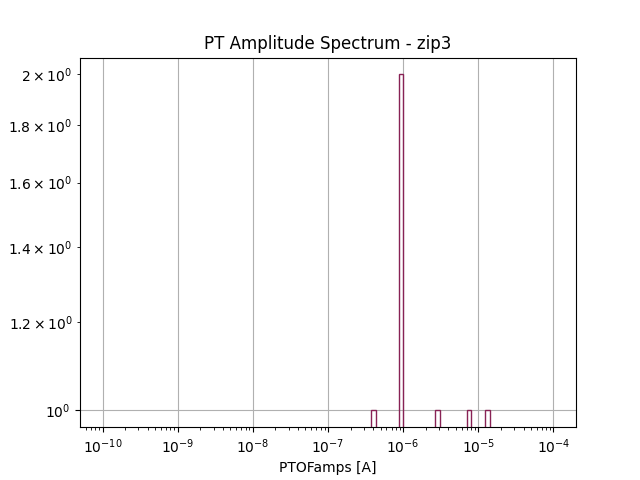 PT Amplitude Spectrum - zip3
2 × 10⁰
1.8 × 10⁰
1.6 × 10⁰
1.4 × 10⁰
1.2 × 10⁰
10⁰
10⁻¹⁰ 10⁻⁹ 10⁻⁸ 10⁻⁷ 10⁻⁶ 10⁻⁵ 10⁻⁴
PTOFamps [A]